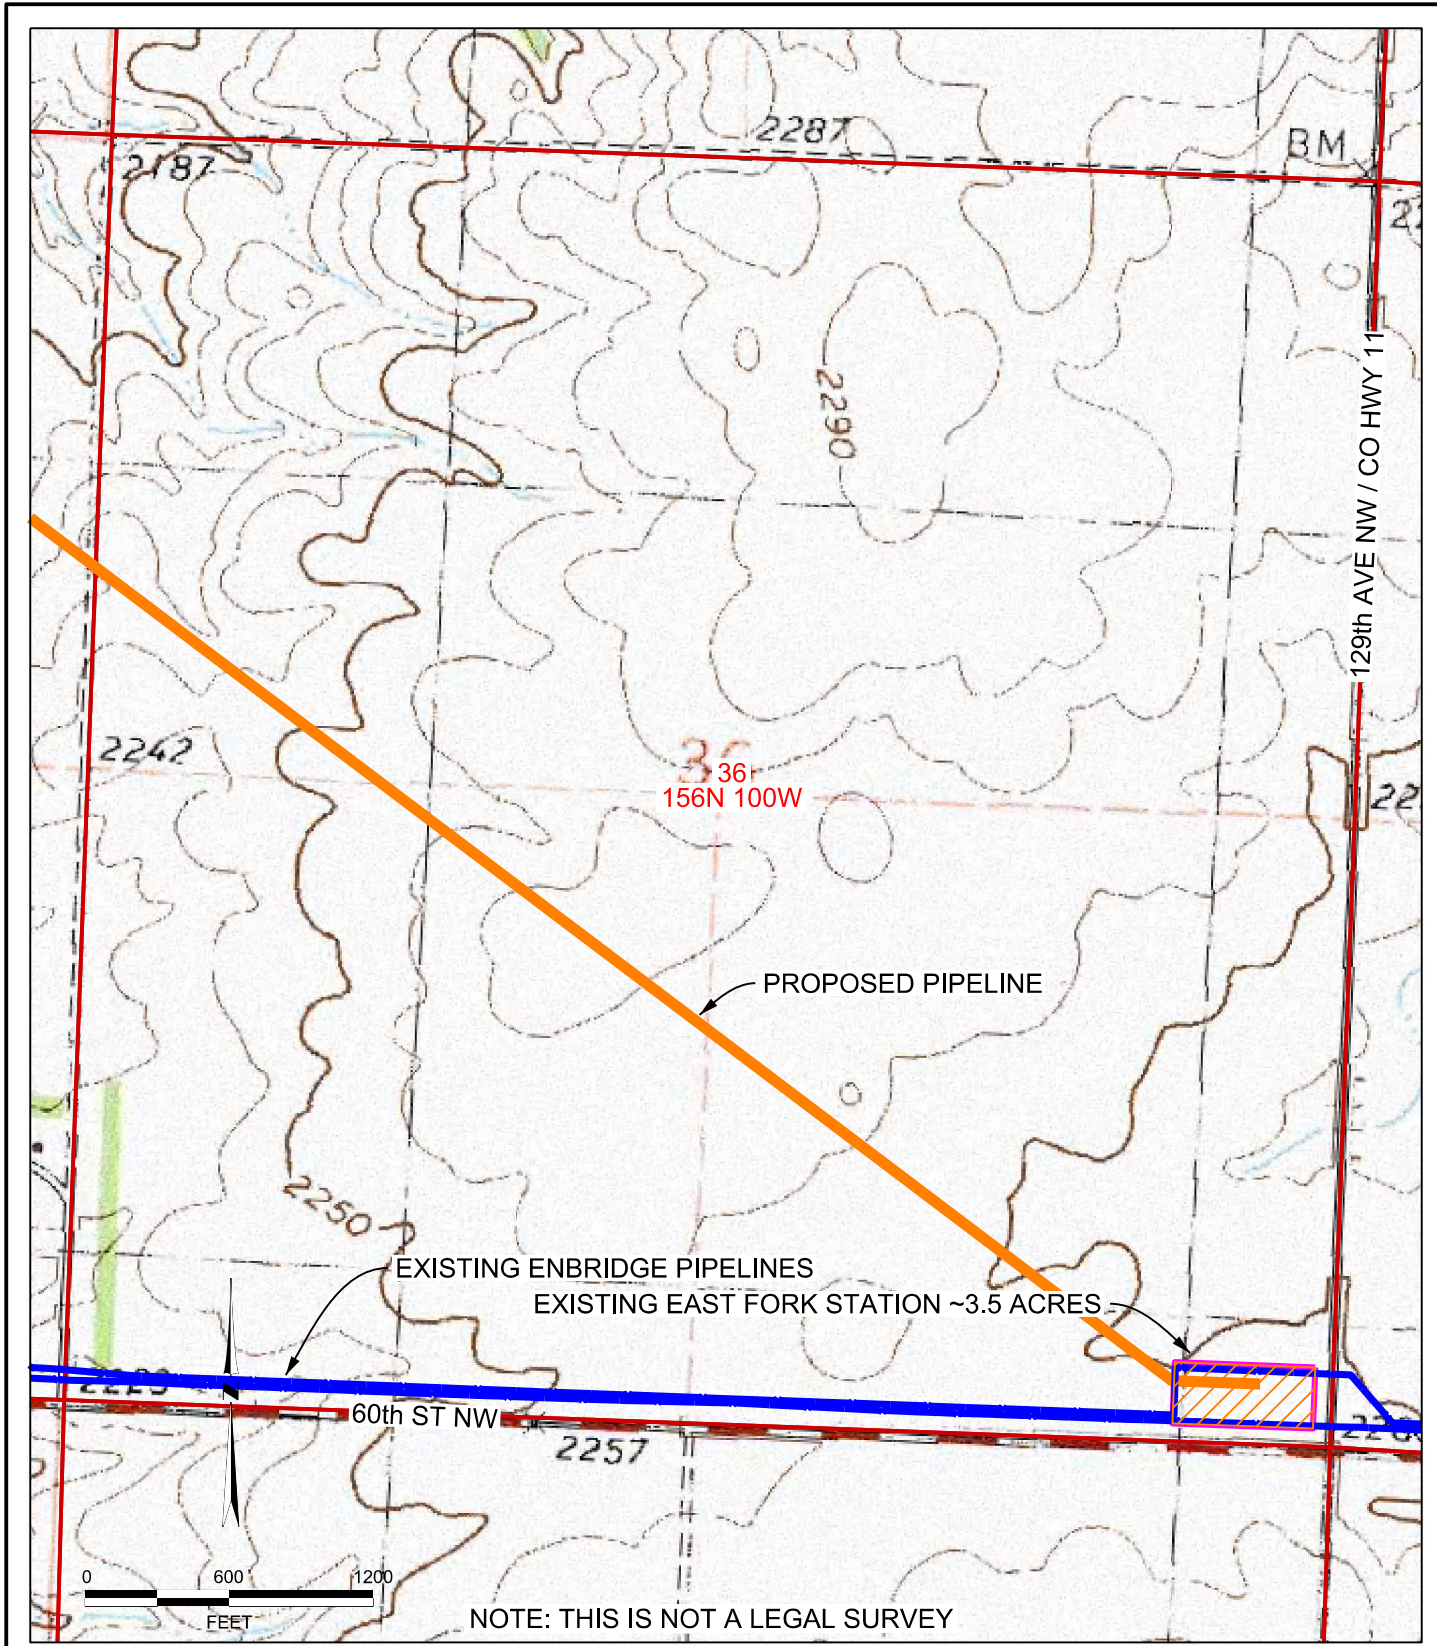 2287
BM
2187
2290
129th AVE NW / CO HWY 11
2242
36
36
156N 100W
PROPOSED PIPELINE
2250
EXISTING ENBRIDGE PIPELINES
EXISTING EAST FORK STATION ~3.5 ACRES
60th ST NW
2257
0 600 1200
FEET
NOTE: THIS IS NOT A LEGAL SURVEY